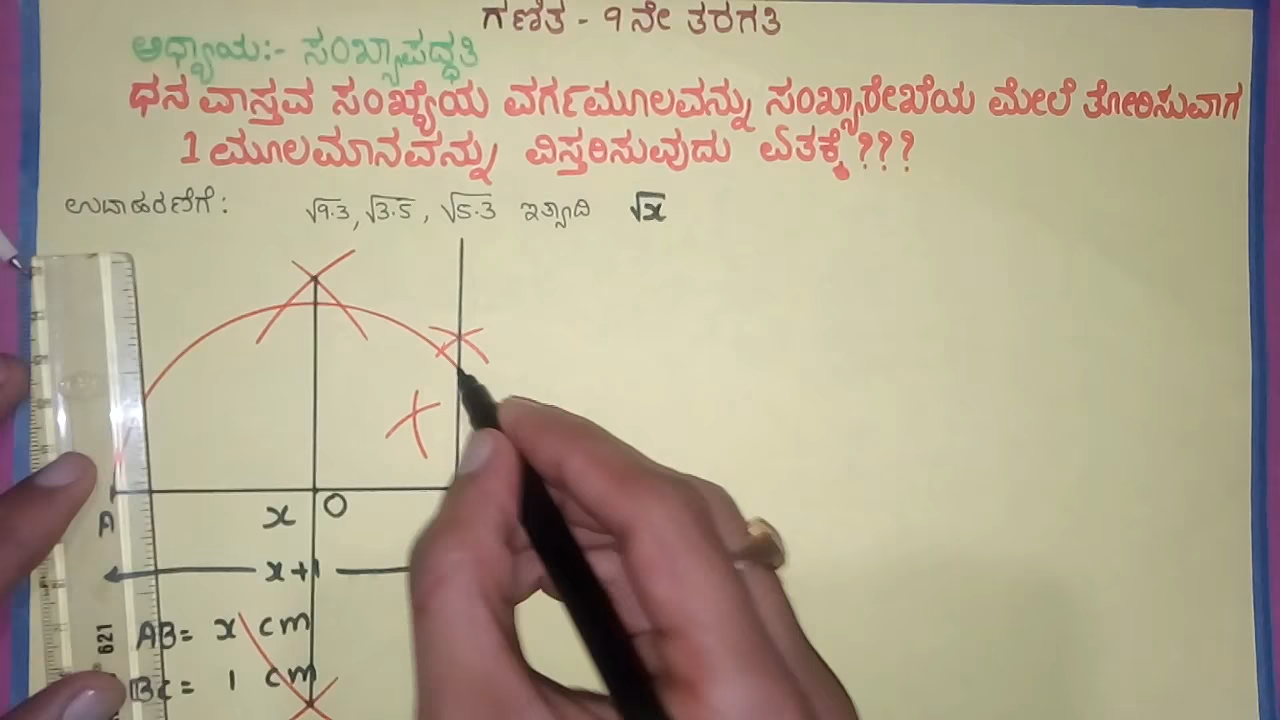 ಗಣಿತ - 9ನೇ ತರಗತಿ
ಅಧ್ಯಾಯ:- ಸಂಖ್ಯಾಪದ್ಧತಿ
ಧನ ವಾಸ್ತವ ಸಂಖ್ಯೆಯ ವರ್ಗಮೂಲವನ್ನು ಸಂಖ್ಯಾರೇಖೆಯ ಮೇಲೆ ತೋರಿಸುವಾಗ
1 ಮೂಲಮಾನವನ್ನು ವಿಸ್ತರಿಸುವುದು ಏತಕ್ಕೆ???
ಉದಾಹರಣೆಗೆ: √9.3, √3.5, √5.3 ಇತ್ಯಾದಿ √x
A x O
x+1
AB= x cm
BC= 1 cm
621